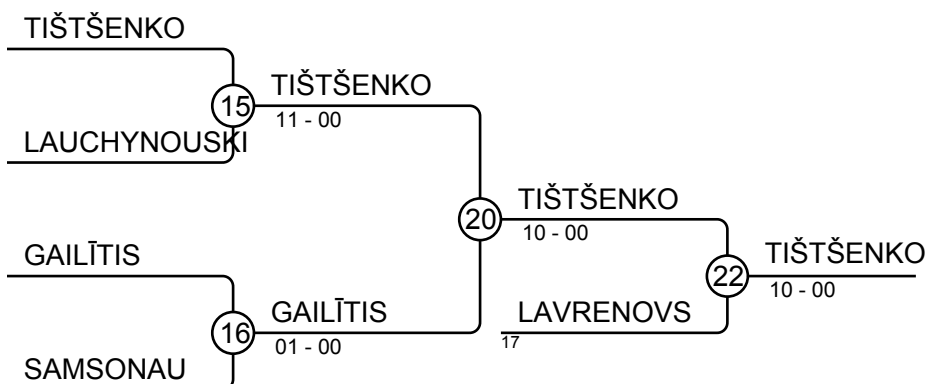 TIŠTŠENKO
15
TIŠTŠENKO
11 - 00
LAUCHYNOUSKI
20
TIŠTŠENKO
10 - 00
GAILĪTIS
22
TIŠTŠENKO
10 - 00
16
GAILĪTIS
01 - 00
LAVRENOVS
17
SAMSONAU